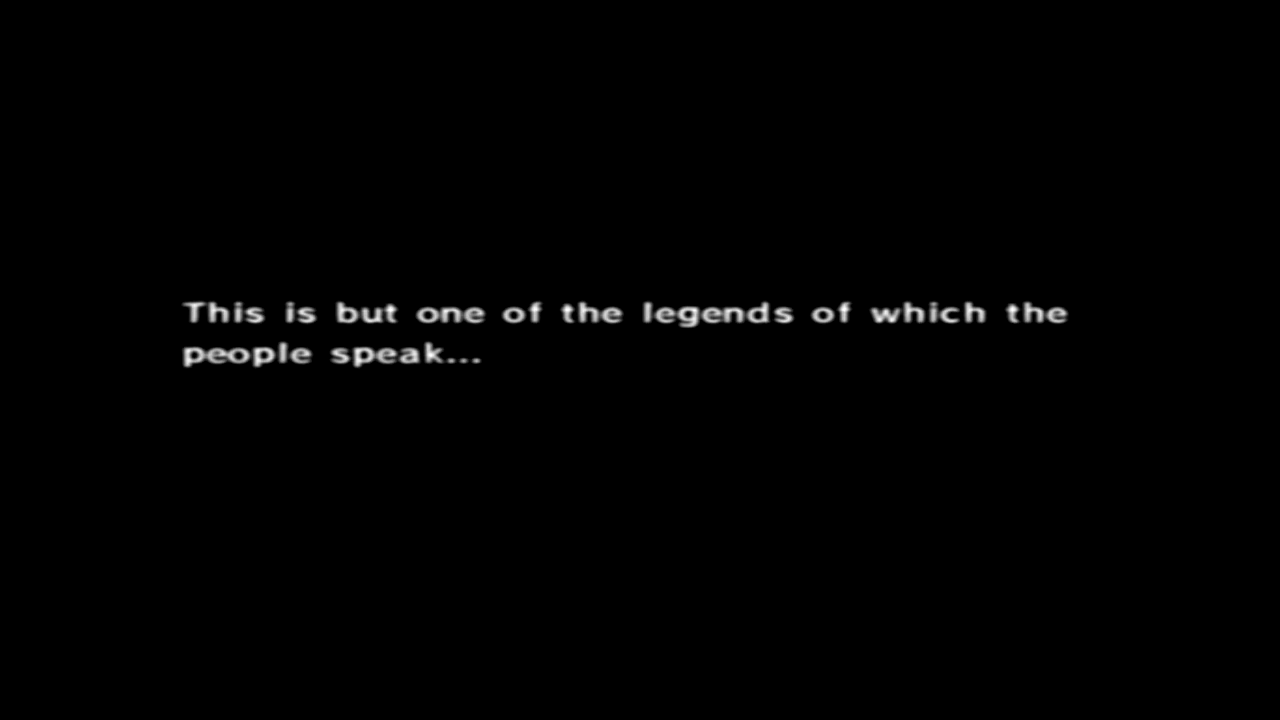 This is but one of the legends of which the
people speak...